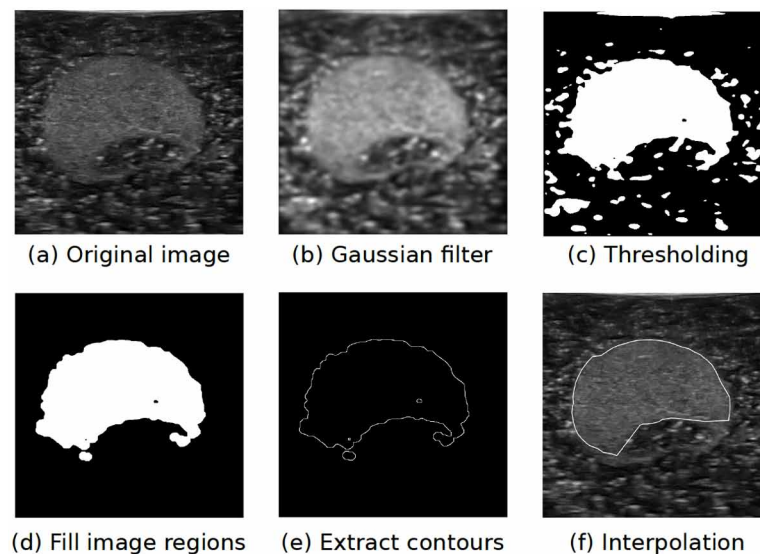 (a) Original image
(b) Gaussian filter
(c) Thresholding
(d) Fill image regions
(e) Extract contours
(f) Interpolation